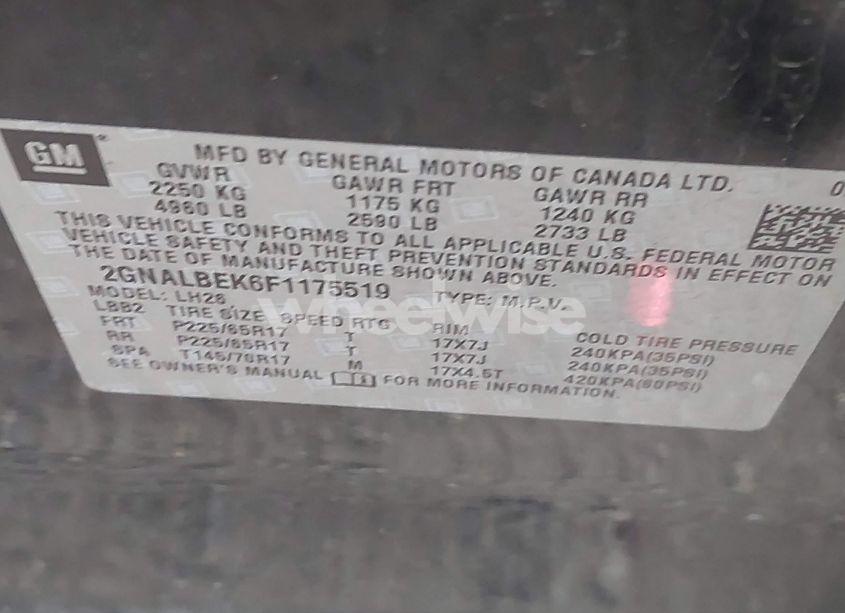 GM
MFD BY GENERAL MOTORS OF CANADA LTD. 0
GVWR GAWR FRT GAWR RR
2250 KG 1175 KG 1240 KG
4960 LB 2590 LB 2733 LB
THIS VEHICLE CONFORMS TO ALL APPLICABLE U.S. FEDERAL MOTOR
VEHICLE SAFETY AND THEFT PREVENTION STANDARDS IN EFFECT ON
THE DATE OF MANUFACTURE SHOWN ABOVE.
2GNALBEK6F1175519 TYPE: M.P.V.
MODEL: LH26
LBB2 TIRE SIZE SPEED RTG RIM COLD TIRE PRESSURE
FRT P225/65R17 T 17X7J 240KPA(35PSI)
RR P225/65R17 T 17X7J 240KPA(35PSI)
SPA T145/70R17 M 17X4.5T 420KPA(60PSI)
SEE OWNER'S MANUAL FOR MORE INFORMATION.
wheelwise